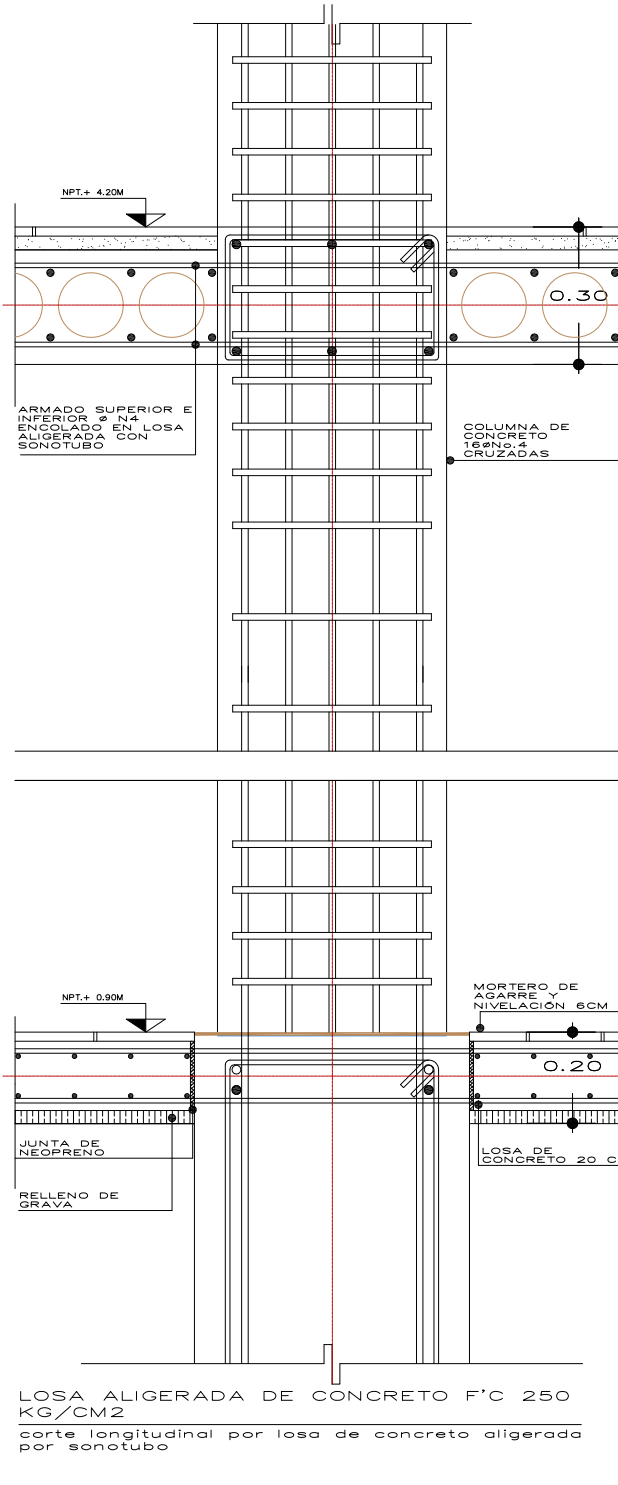 NPT.+ 4.20M
0.30
ARMADO SUPERIOR E
INFERIOR ø N4
ENCOLADO EN LOSA
ALIGERADA CON
SONOTUBO
COLUMNA DE
CONCRETO
16øNo.4
CRUZADAS
MORTERO DE
AGARRE Y
NIVELACIÓN 6CM
NPT.+ 0.90M
0.20
JUNTA DE
NEOPRENO
LOSA DE
CONCRETO 20 C
RELLENO DE
GRAVA
LOSA ALIGERADA DE CONCRETO F'C 250
KG/CM2
corte longitudinal por losa de concreto aligerada
por sonotubo